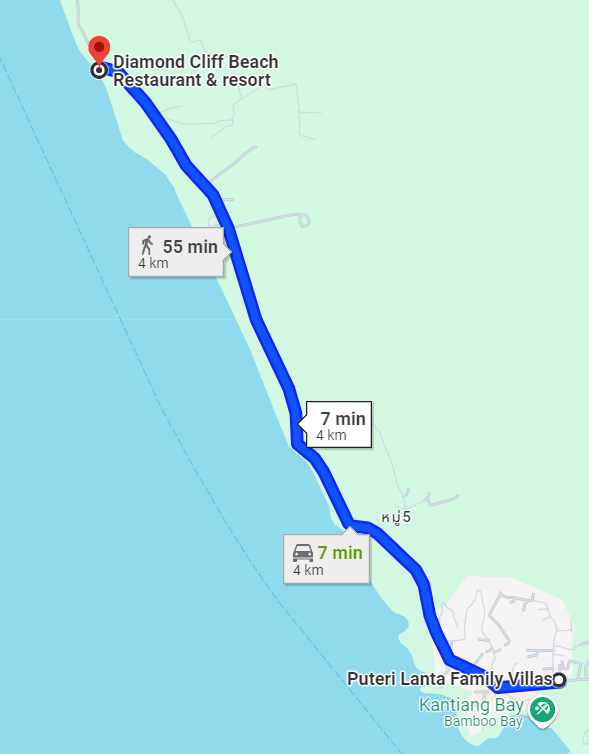 Diamond Cliff Beach
Restaurant & resort
55 min
4 km
7 min
4 km
หมู่5
7 min
4 km
Puteri Lanta Family Villas
Kantiang Bay
Bamboo Bay